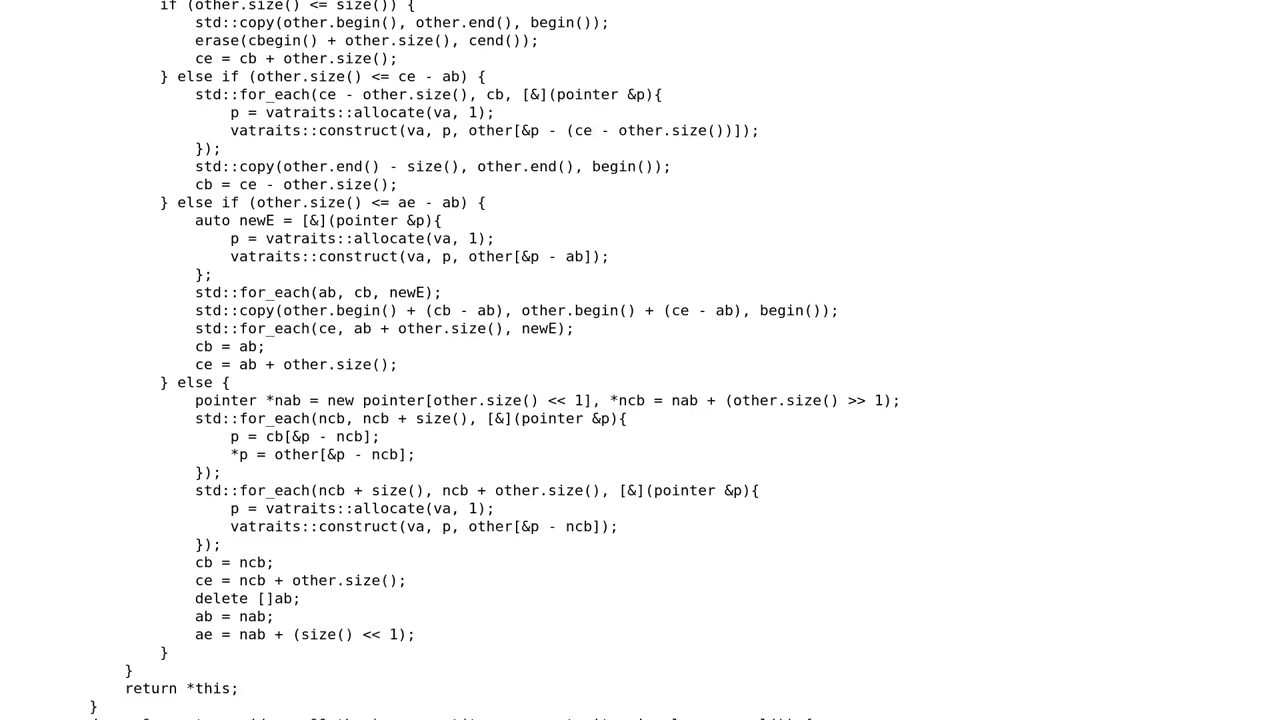 if (other.size() <= size()) {
std::copy(other.begin(), other.end(), begin());
erase(cbegin() + other.size(), cend());
ce = cb + other.size();
} else if (other.size() <= ce - ab) {
std::for_each(ce - other.size(), cb, [&](pointer &p){
p = vatraits::allocate(va, 1);
vatraits::construct(va, p, other[&p - (ce - other.size())]);
});
std::copy(other.end() - size(), other.end(), begin());
cb = ce - other.size();
} else if (other.size() <= ae - ab) {
auto newE = [&](pointer &p){
p = vatraits::allocate(va, 1);
vatraits::construct(va, p, other[&p - ab]);
};
std::for_each(ab, cb, newE);
std::copy(other.begin() + (cb - ab), other.begin() + (ce - ab), begin());
std::for_each(ce, ab + other.size(), newE);
cb = ab;
ce = ab + other.size();
} else {
pointer *nab = new pointer[other.size() << 1], *ncb = nab + (other.size() >> 1);
std::for_each(ncb, ncb + size(), [&](pointer &p){
p = cb[&p - ncb];
*p = other[&p - ncb];
});
std::for_each(ncb + size(), ncb + other.size(), [&](pointer &p){
p = vatraits::allocate(va, 1);
vatraits::construct(va, p, other[&p - ncb]);
});
cb = ncb;
ce = ncb + other.size();
delete []ab;
ab = nab;
ae = nab + (size() << 1);
}
}
return *this;
}